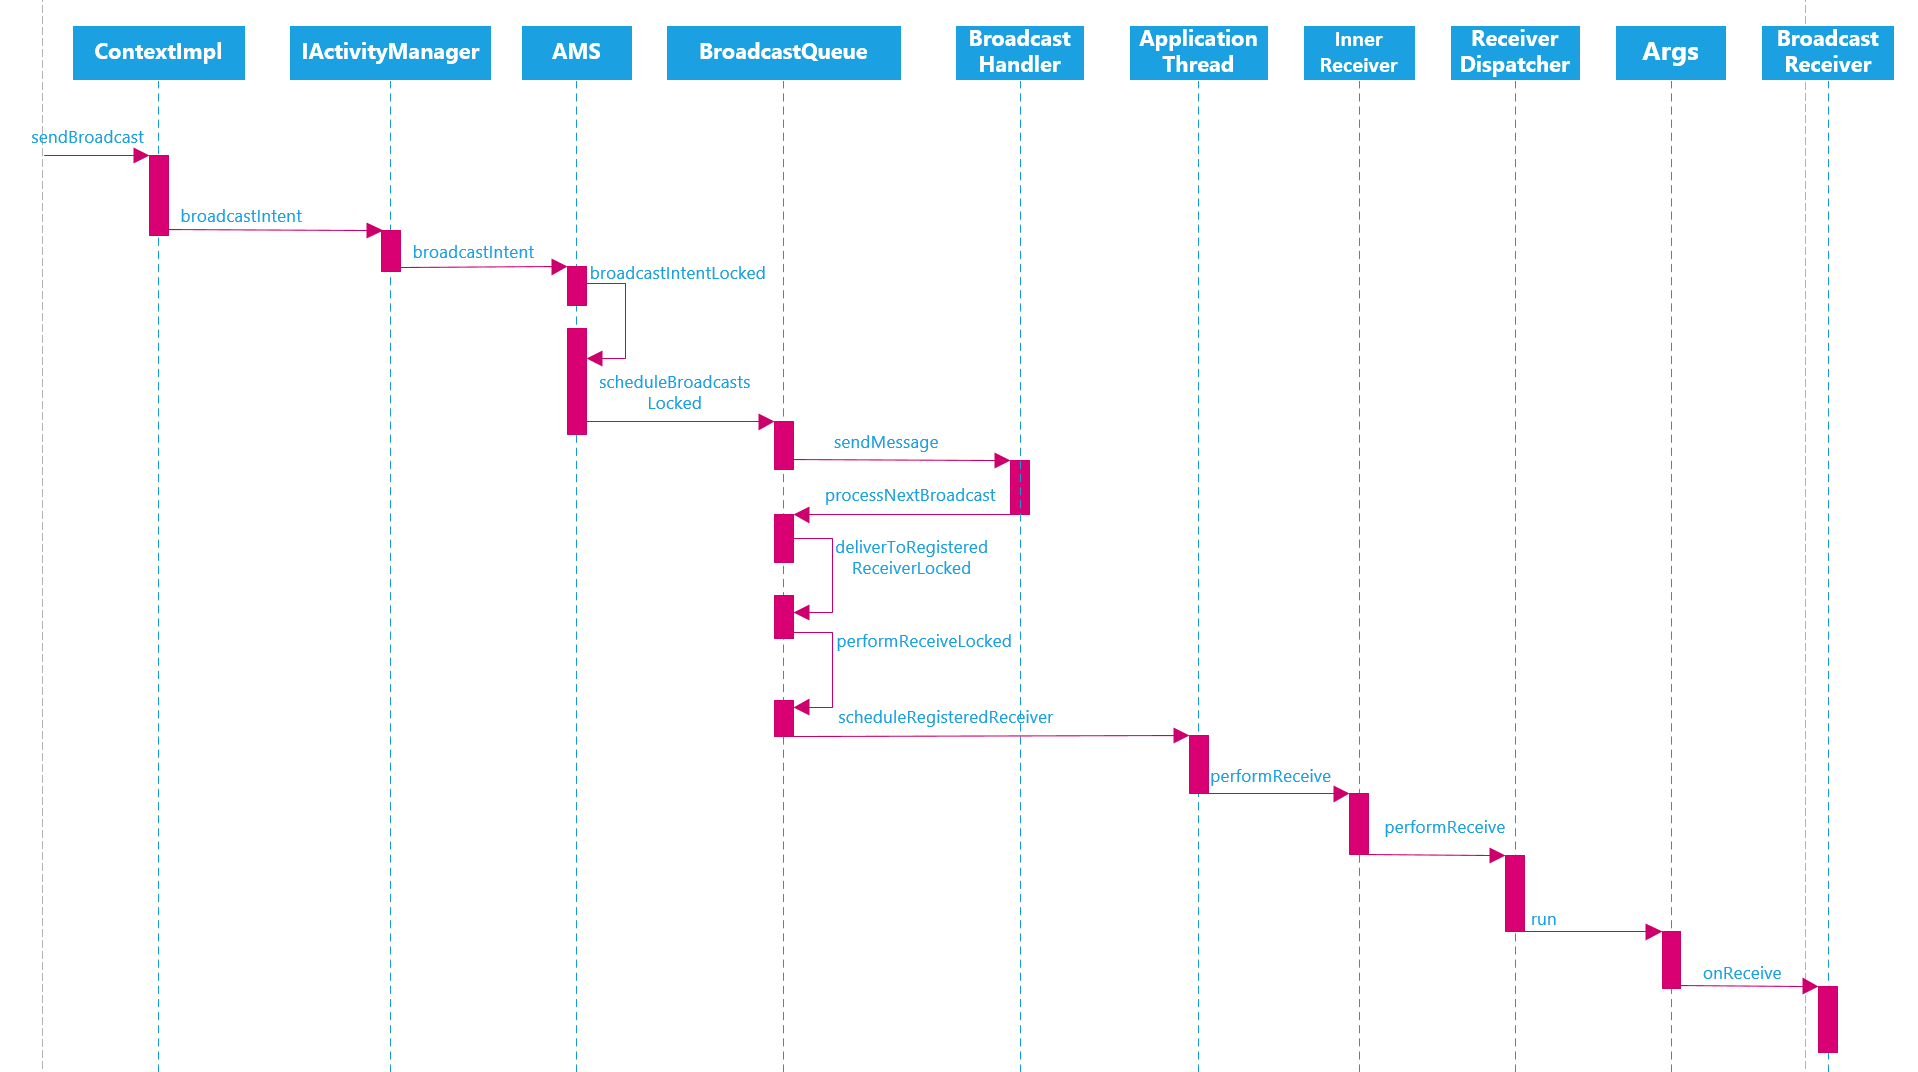 ContextImpl
IActivityManager
AMS
BroadcastQueue
Broadcast
Handler
Application
Thread
Inner
Receiver
Receiver
Dispatcher
Args
Broadcast
Receiver
sendBroadcast
broadcastIntent
broadcastIntent
broadcastIntentLocked
scheduleBroadcasts
Locked
sendMessage
processNextBroadcast
deliverToRegistered
ReceiverLocked
performReceiveLocked
scheduleRegisteredReceiver
performReceive
performReceive
run
onReceive